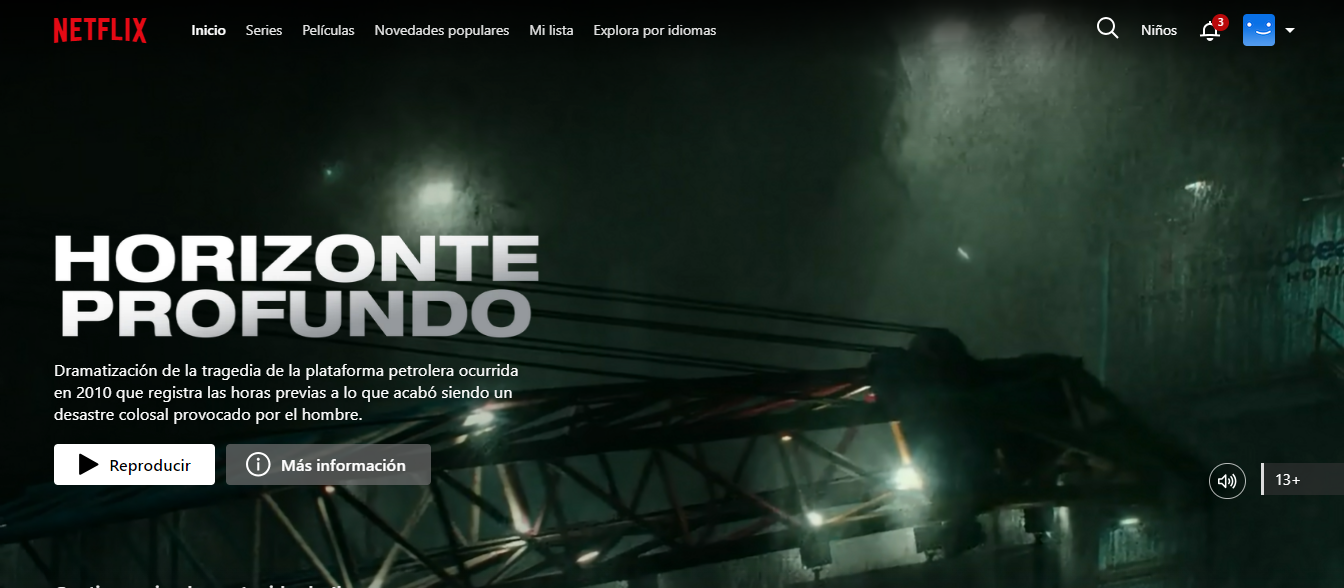 NETFLIX
Inicio
Series
Películas
Novedades populares
Mi lista
Explora por idiomas
Niños
3
HORIZONTE
PROFUNDO
Dramatización de la tragedia de la plataforma petrolera ocurrida
en 2010 que registra las horas previas a lo que acabó siendo un
desastre colosal provocado por el hombre.
Reproducir
Más información
13+